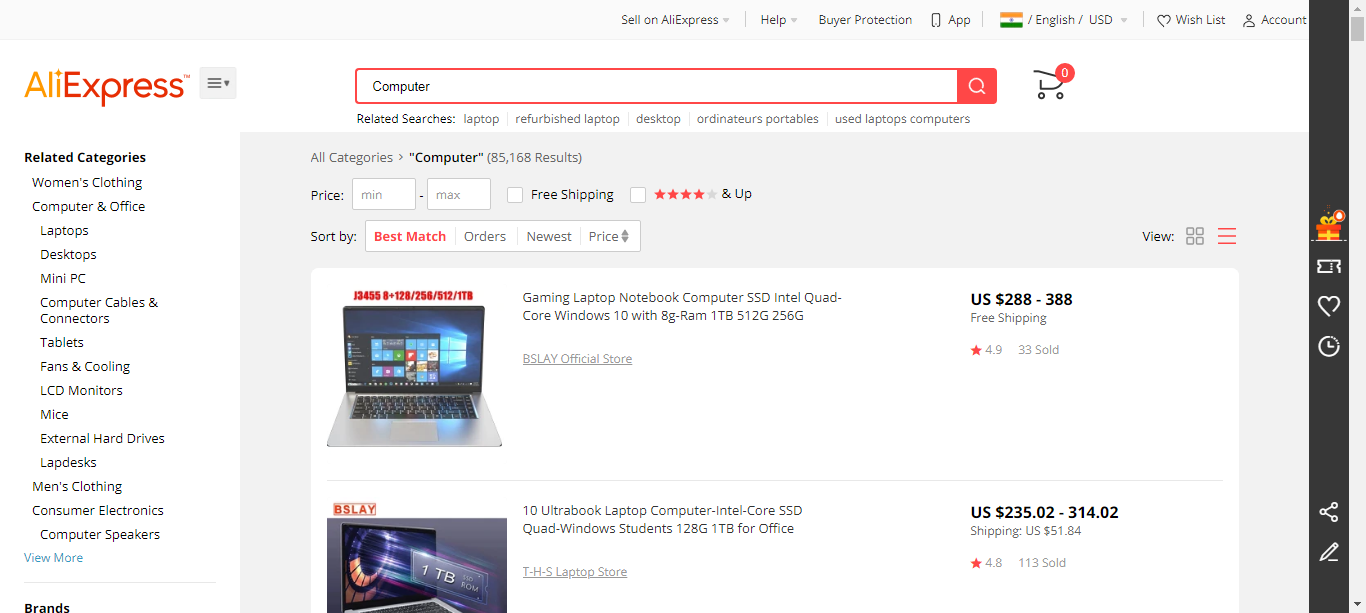 Sell on AliExpress
Help
Buyer Protection
App
/ English / USD
Wish List
Account
AliExpress™
Computer
0
Related Searches: laptop refurbished laptop desktop ordinateurs portables used laptops computers
Related Categories
Women's Clothing
Computer & Office
Laptops
Desktops
Mini PC
Computer Cables &
Connectors
Tablets
Fans & Cooling
LCD Monitors
Mice
External Hard Drives
Lapdesks
Men's Clothing
Consumer Electronics
Computer Speakers
View More
Brands
All Categories > "Computer" (85,168 Results)
Price: min - max Free Shipping & Up
Sort by: Best Match Orders Newest Price
View:
J3455 8+128/256/512/1TB
Gaming Laptop Notebook Computer SSD Intel Quad-
Core Windows 10 with 8g-Ram 1TB 512G 256G
BSLAY Official Store
US $288 - 388
Free Shipping
4.9 33 Sold
BSLAY
1 TB SSD
ROM
10 Ultrabook Laptop Computer-Intel-Core SSD
Quad-Windows Students 128G 1TB for Office
T-H-S Laptop Store
US $235.02 - 314.02
Shipping: US $51.84
4.8 113 Sold